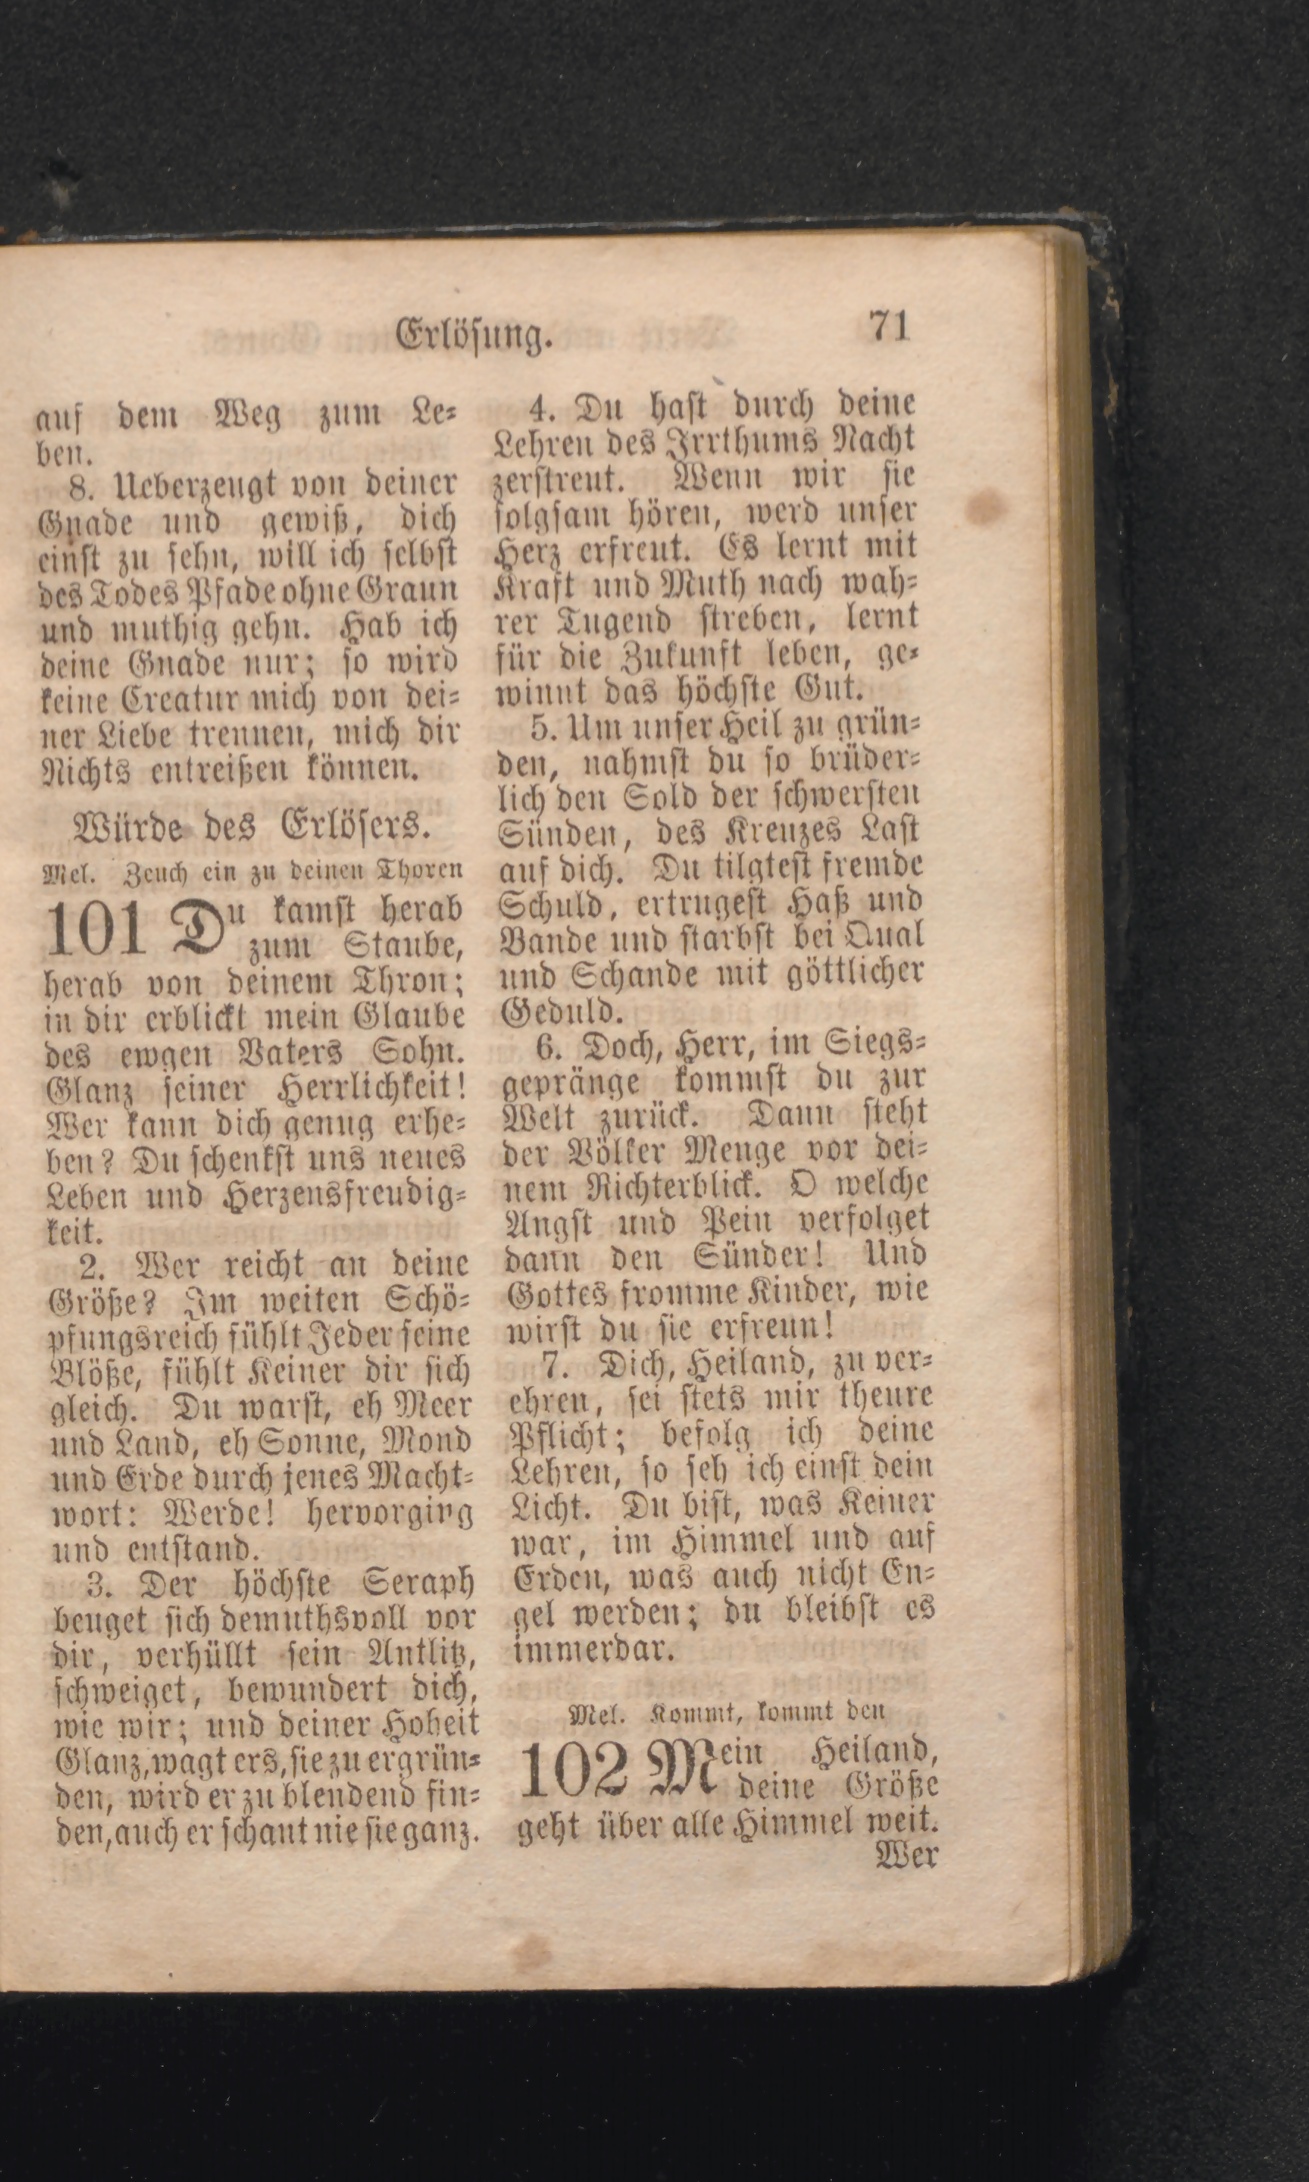 Erlösung.
71
auf dem Weg zum Le-
ben.
8. Ueberzeugt von deiner
Gnade und gewiß, dich
einst zu sehn, will ich selbst
des Todes Pfade ohne Graun
und muthig gehn. Hab ich
deine Gnade nur; so wird
keine Creatur mich von dei-
ner Liebe trennen, mich dir
Nichts entreißen können.
Würde des Erlösers.
Mel. Zeuch ein zu deinen Thoren
101 Du kamst herab
zum Staube,
herab von deinem Thron;
in dir erblickt mein Glaube
des ewgen Vaters Sohn.
Glanz seiner Herrlichkeit!
Wer kann dich genug erhe-
ben? Du schenkst uns neues
Leben und Herzensfreudig-
keit.
2. Wer reicht an deine
Größe? Im weiten Schö-
pfungsreich fühlt Jeder seine
Blöße, fühlt Keiner dir sich
gleich. Du warst, eh Meer
und Land, eh Sonne, Mond
und Erde durch jenes Macht-
wort: Werde! hervorging
und entstand.
3. Der höchste Seraph
beuget sich demuthsvoll vor
dir, verhüllt sein Antlitz,
schweiget, bewundert dich,
wie wir; und deiner Hoheit
Glanz, wagt ers, sie zu ergrün-
den, wird er zu blendend fin-
den, auch er schaut nie sie ganz.
4. Du hast durch deine
Lehren des Irrthums Nacht
zerstreut. Wenn wir sie
folgsam hören, werd unser
Herz erfreut. Es lernt mit
Kraft und Muth nach wah-
rer Tugend streben, lernt
für die Zukunft leben, ge-
winnt das höchste Gut.
5. Um unser Heil zu grün-
den, nahmst du so brüder-
lich den Sold der schwersten
Sünden, des Kreuzes Last
auf dich. Du tilgtest fremde
Schuld, ertrugest Haß und
Bande und starbst bei Qual
und Schande mit göttlicher
Geduld.
6. Doch, Herr, im Siegs-
gepränge kommst du zur
Welt zurück. Dann steht
der Völker Menge vor dei-
nem Richterblick. O welche
Angst und Pein verfolget
dann den Sünder! Und
Gottes fromme Kinder, wie
wirst du sie erfreun!
7. Dich, Heiland, zu ver-
ehren, sei stets mir theure
Pflicht; befolg ich deine
Lehren, so seh ich einst dein
Licht. Du bist, was Keiner
war, im Himmel und auf
Erden, was auch nicht En-
gel werden; du bleibst es
immerdar.
Mel. Kommt, kommt den
102 Mein Heiland,
deine Größe
geht über alle Himmel weit.
Wer